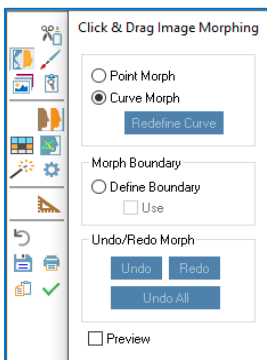 Click & Drag Image Morphing
Point Morph
Curve Morph
Redefine Curve
Morph Boundary
Define Boundary
Use
Undo/Redo Morph
Undo Redo
Undo All
Preview